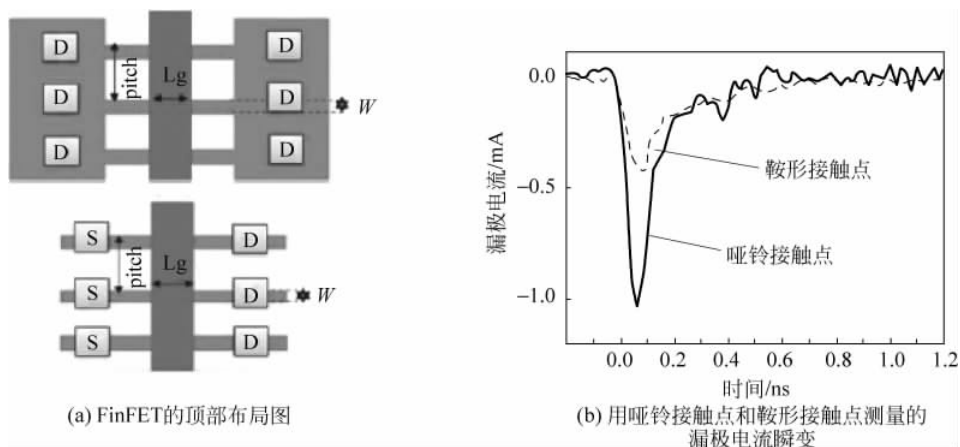 D D
pitch
Lg
D D
W
D D
S D
pitch
Lg
S D
W
S D
(a) FinFET的顶部布局图
漏极电流/mA
0.0
−0.5
−1.0
鞍形接触点
哑铃接触点
0.0 0.2 0.4 0.6 0.8 1.0 1.2
时间/ns
(b) 用哑铃接触点和鞍形接触点测量的
漏极电流瞬变